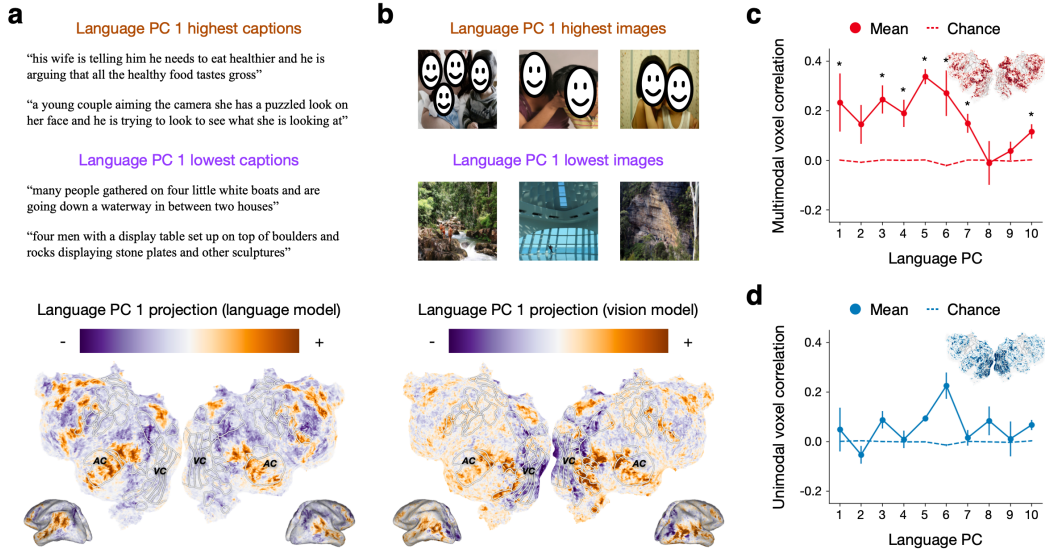 a
Language PC 1 highest captions
“his wife is telling him he needs to eat healthier and he is
arguing that all the healthy food tastes gross”
“a young couple aiming the camera she has a puzzled look on
her face and he is trying to look to see what she is looking at”
Language PC 1 lowest captions
“many people gathered on four little white boats and are
going down a waterway in between two houses”
“four men with a display table set up on top of boulders and
rocks displaying stone plates and other sculptures”
Language PC 1 projection (language model)
- +
AC VC VC AC
b
Language PC 1 highest images
Language PC 1 lowest images
Language PC 1 projection (vision model)
- +
AC VC VC AC
c
Mean Chance
Multimodal voxel correlation
0.4
0.2
0.0
-0.2
* * * * * * *
1 2 3 4 5 6 7 8 9 10
Language PC
d
Mean Chance
Unimodal voxel correlation
0.4
0.2
0.0
-0.2
1 2 3 4 5 6 7 8 9 10
Language PC